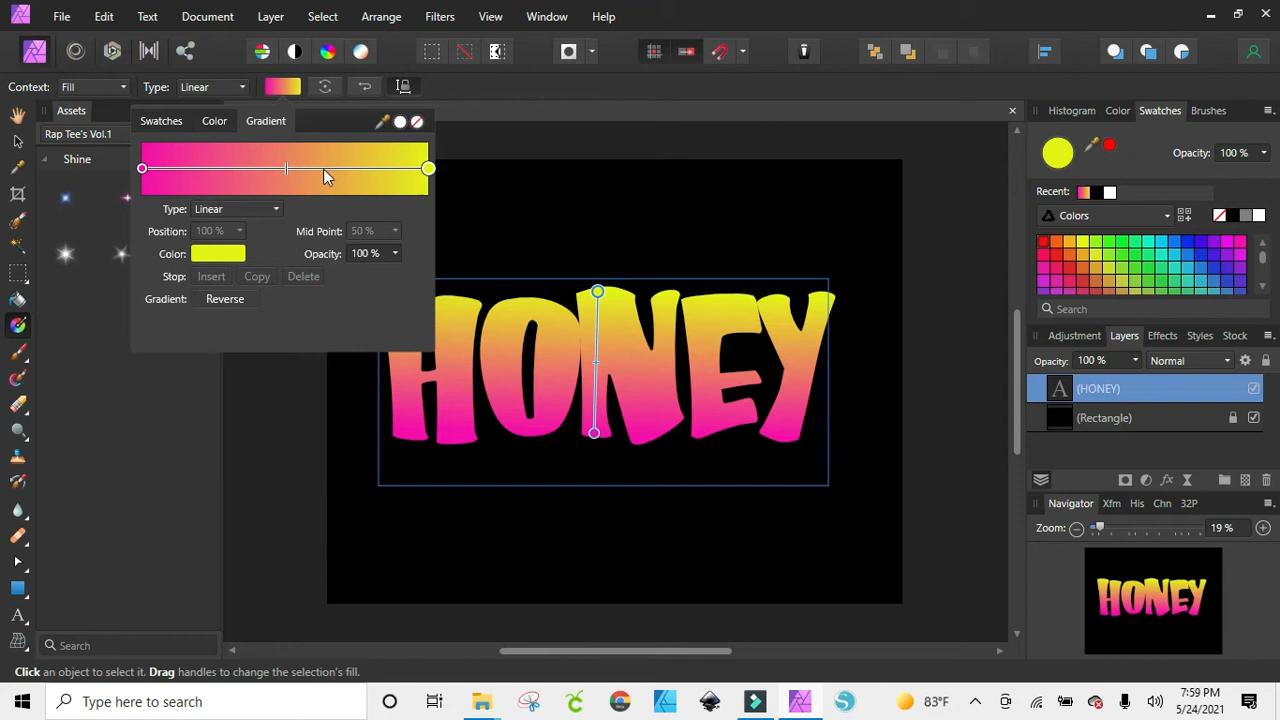 File Edit Text Document Layer Select Arrange Filters View Window Help
Context: Fill Type: Linear
Assets
Rap Tee's Vol.1
Shine
Search
Swatches Color Gradient
Type: Linear
Position: 100 % Mid Point: 50 %
Color: Opacity: 100 %
Stop: Insert Copy Delete
Gradient: Reverse
HONEY
Histogram Color Swatches Brushes
Opacity: 100 %
Recent:
Colors
Search
Adjustment Layers Effects Styles Stock
Opacity: 100 % Normal
A (HONEY)
(Rectangle)
fx
Navigator Xfm His Chn 32P
Zoom: 19 %
HONEY
Click an object to select it. Drag handles to change the selection's fill.
Type here to search
83°F
7:59 PM
5/24/2021